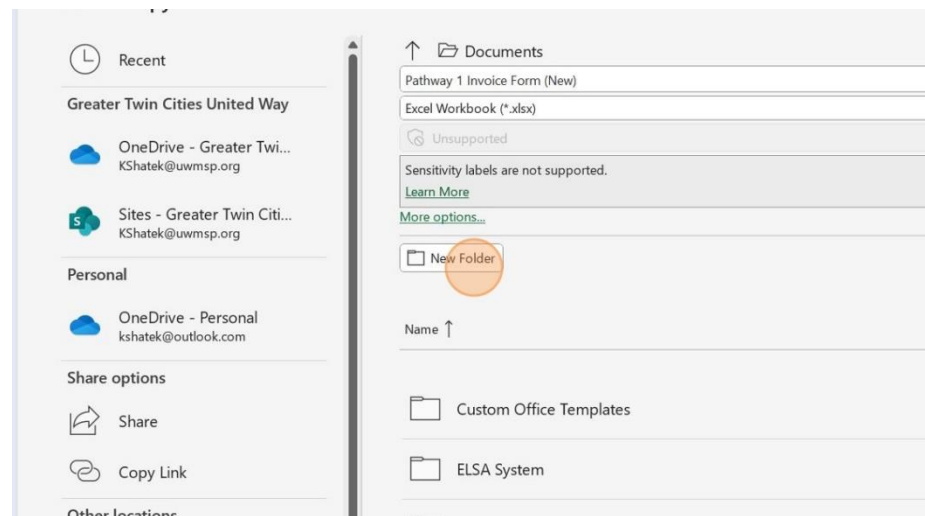 Recent
Greater Twin Cities United Way
OneDrive - Greater Twi...
KShatek@uwmsp.org
Sites - Greater Twin Citi...
KShatek@uwmsp.org
Personal
OneDrive - Personal
kshatek@outlook.com
Share options
Share
Copy Link
Other locations
Documents
Pathway 1 Invoice Form (New)
Excel Workbook (*.xlsx)
Unsupported
Sensitivity labels are not supported.
Learn More
More options...
New Folder
Name ↑
Custom Office Templates
ELSA System